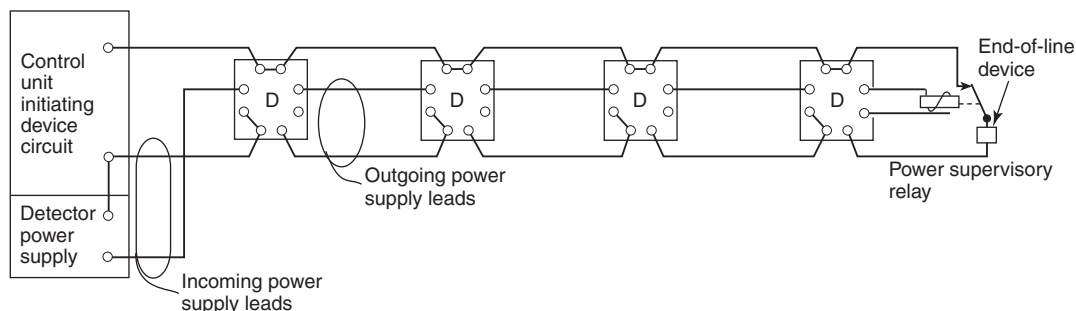 Control
unit
initiating
device
circuit
Detector
power
supply
D
D
D
D
End-of-line
device
Outgoing power
supply leads
Power supervisory
relay
Incoming power
supply leads